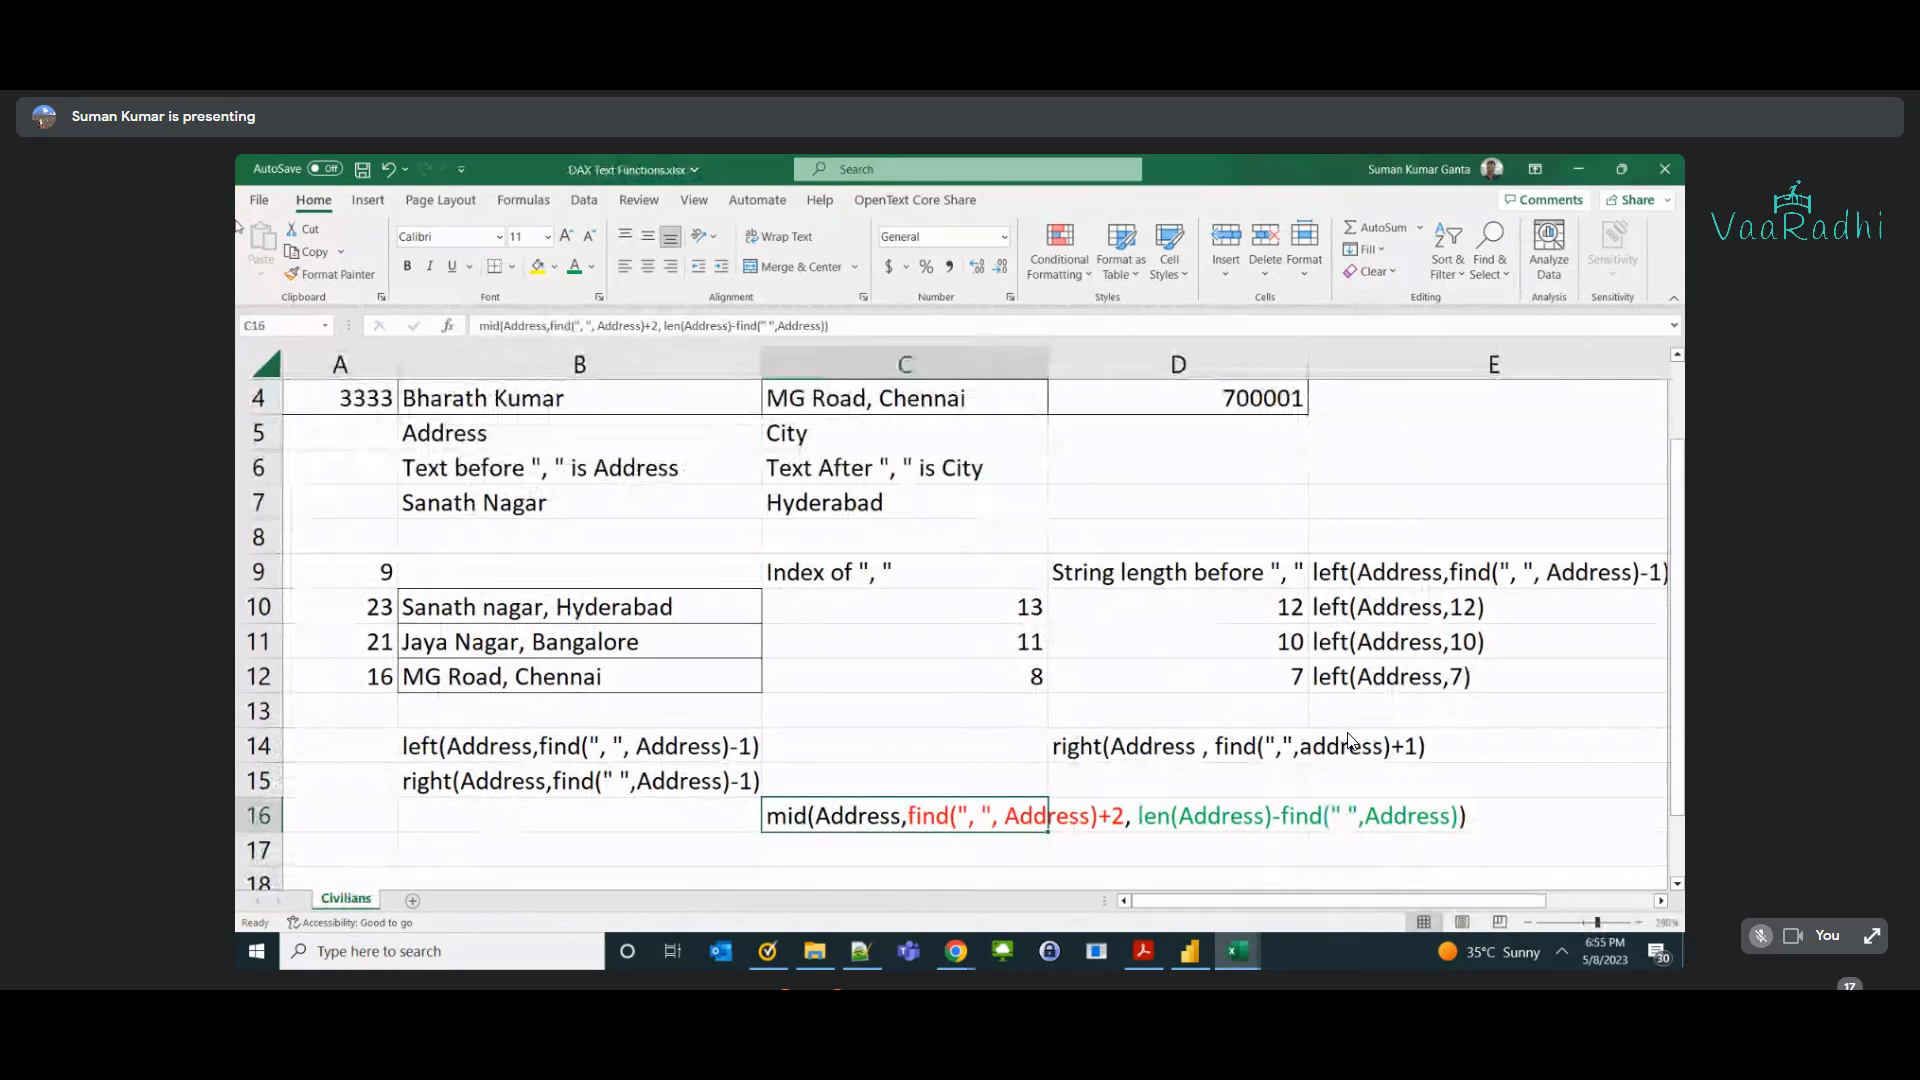 Suman Kumar is presenting
AutoSave Off DAX Text Functions.xlsx Search Suman Kumar Ganta
VaaRadhi
File Home Insert Page Layout Formulas Data Review View Automate Help OpenText Core Share Comments Share
Paste Cut Copy Format Painter
Calibri 11 General
B I U
Wrap Text
Merge & Center
Conditional Formatting Format as Table Cell Styles Insert Delete Format
AutoSum Fill Clear Sort & Filter Find & Select Analyze Data Sensitivity
Clipboard Font Alignment Number Styles Cells Editing Analysis Sensitivity
C16 fx mid(Address,find(", ", Address)+2, len(Address)-find(" ",Address))
A B C D E
4 3333 Bharath Kumar MG Road, Chennai 700001
5 Address City
6 Text before ", " is Address Text After ", " is City
7 Sanath Nagar Hyderabad
8
9 9 Index of ", " String length before ", " left(Address,find(", ", Address)-1)
10 23 Sanath nagar, Hyderabad 13 12 left(Address,12)
11 21 Jaya Nagar, Bangalore 11 10 left(Address,10)
12 16 MG Road, Chennai 8 7 left(Address,7)
13
14 left(Address,find(", ", Address)-1) right(Address , find(",",address)+1)
15 right(Address,find(" ",Address)-1)
16 mid(Address,find(", ", Address)+2, len(Address)-find(" ",Address))
17
18
Civilians
Ready Accessibility: Good to go
Type here to search 35°C Sunny 6:55 PM
5/8/2023 30
You
17